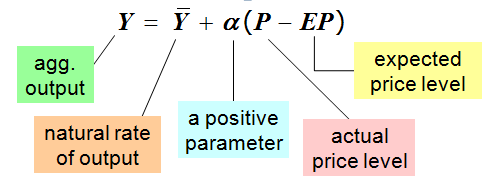 Y = Ȳ + α(P – EP)
agg.
output
natural rate
of output
a positive
parameter
actual
price level
expected
price level